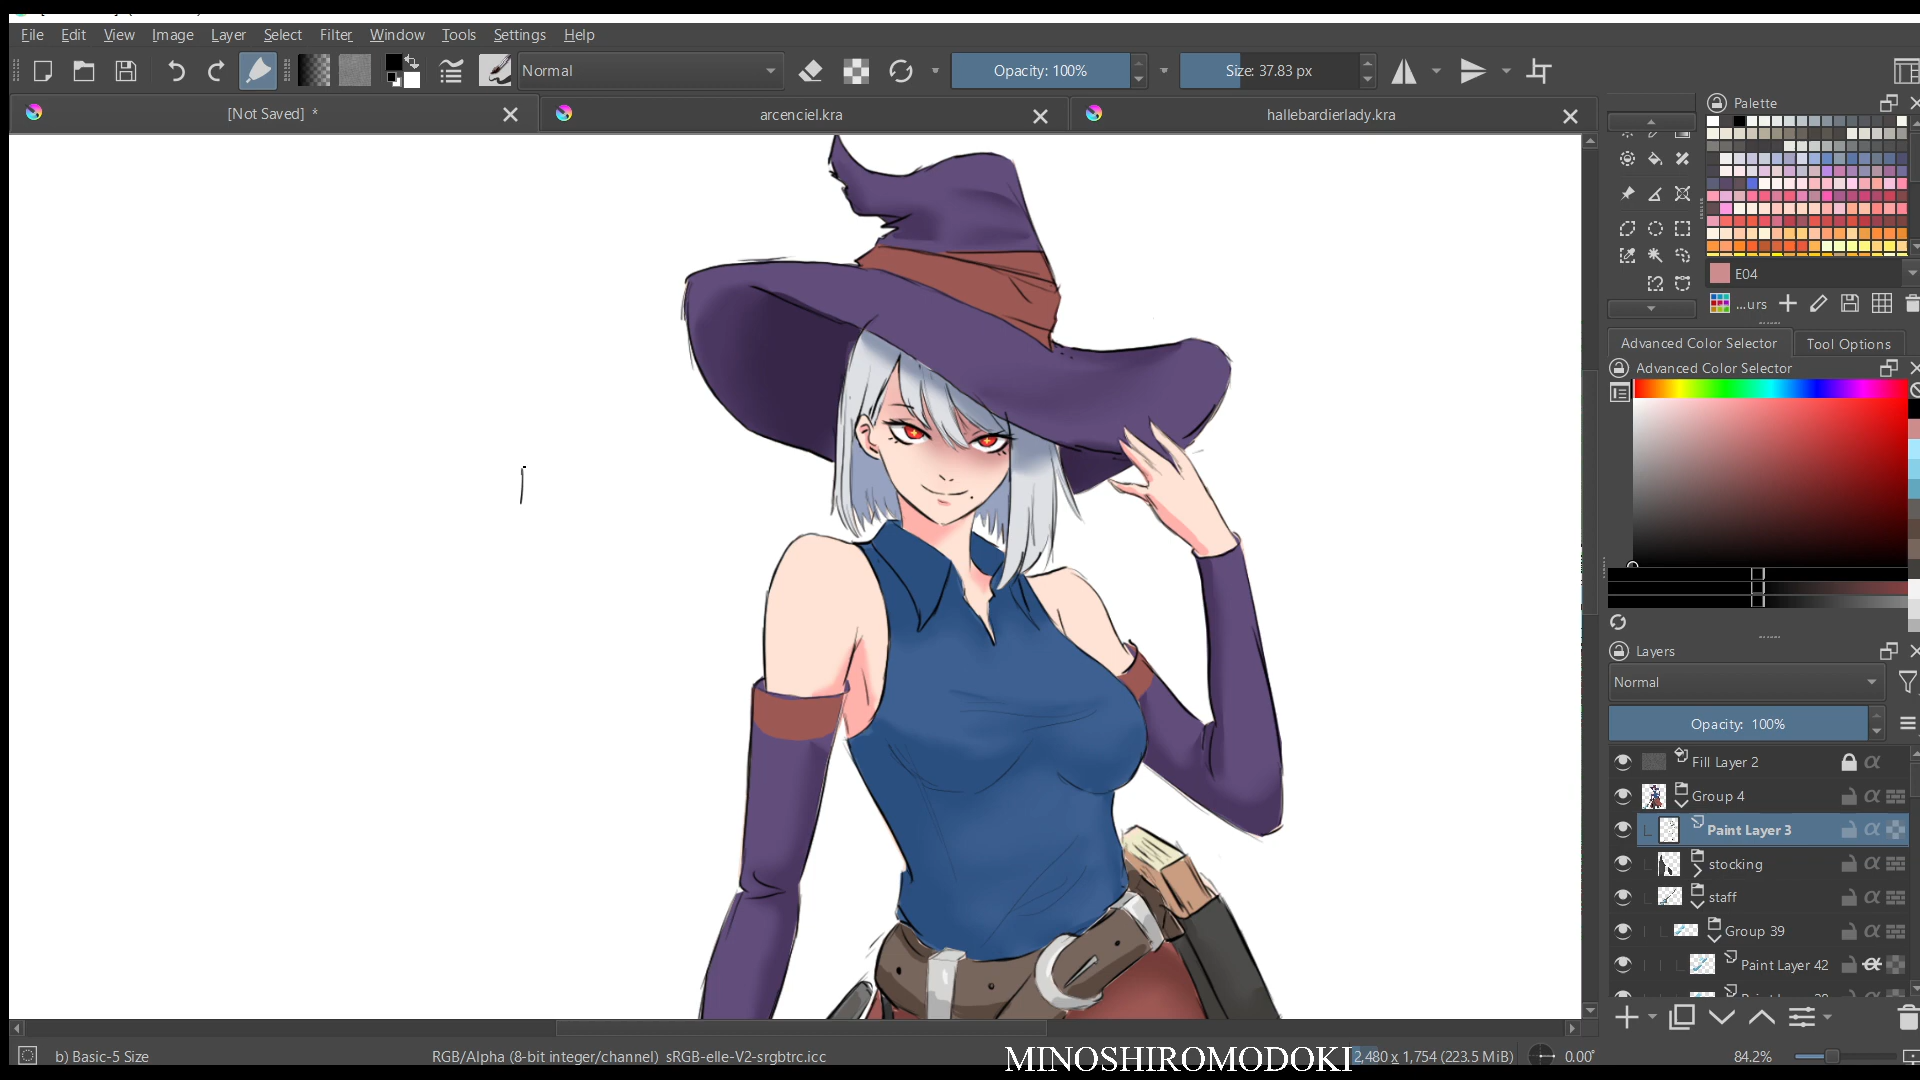 File Edit View Image Layer Select Filter Window Tools Settings Help
Normal
Opacity: 100%
Size: 37.83 px
[Not Saved] *
arcenciel.kra
hallebardierlady.kra
Palette
E04
...urs
Advanced Color Selector
Tool Options
Advanced Color Selector
Layers
Normal
Opacity: 100%
Fill Layer 2
Group 4
Paint Layer 3
stocking
staff
Group 39
Paint Layer 42
b) Basic-5 Size
RGB/Alpha (8-bit integer/channel) sRGB-elle-V2-srgbtrc.icc
MINOSHIROMODOKI
2,480 x 1,754 (223.5 MiB)
0.00°
84.2%